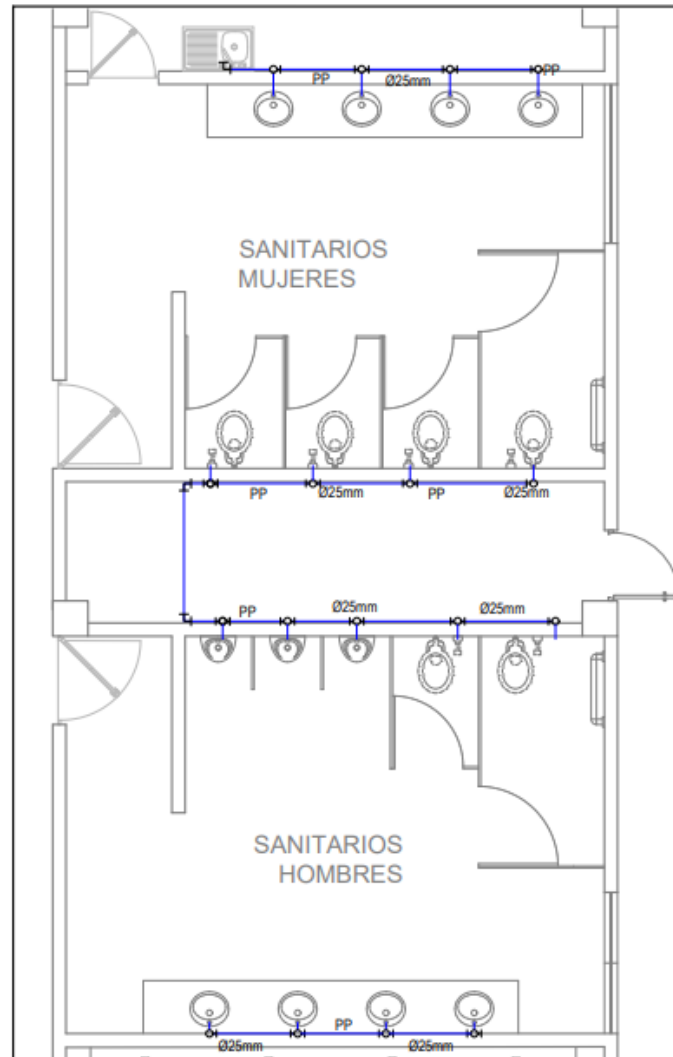 PP
Ø25mm
PP
SANITARIOS
MUJERES
PP
Ø25mm
PP
Ø25mm
PP
Ø25mm
Ø25mm
SANITARIOS
HOMBRES
PP
Ø25mm
Ø25mm